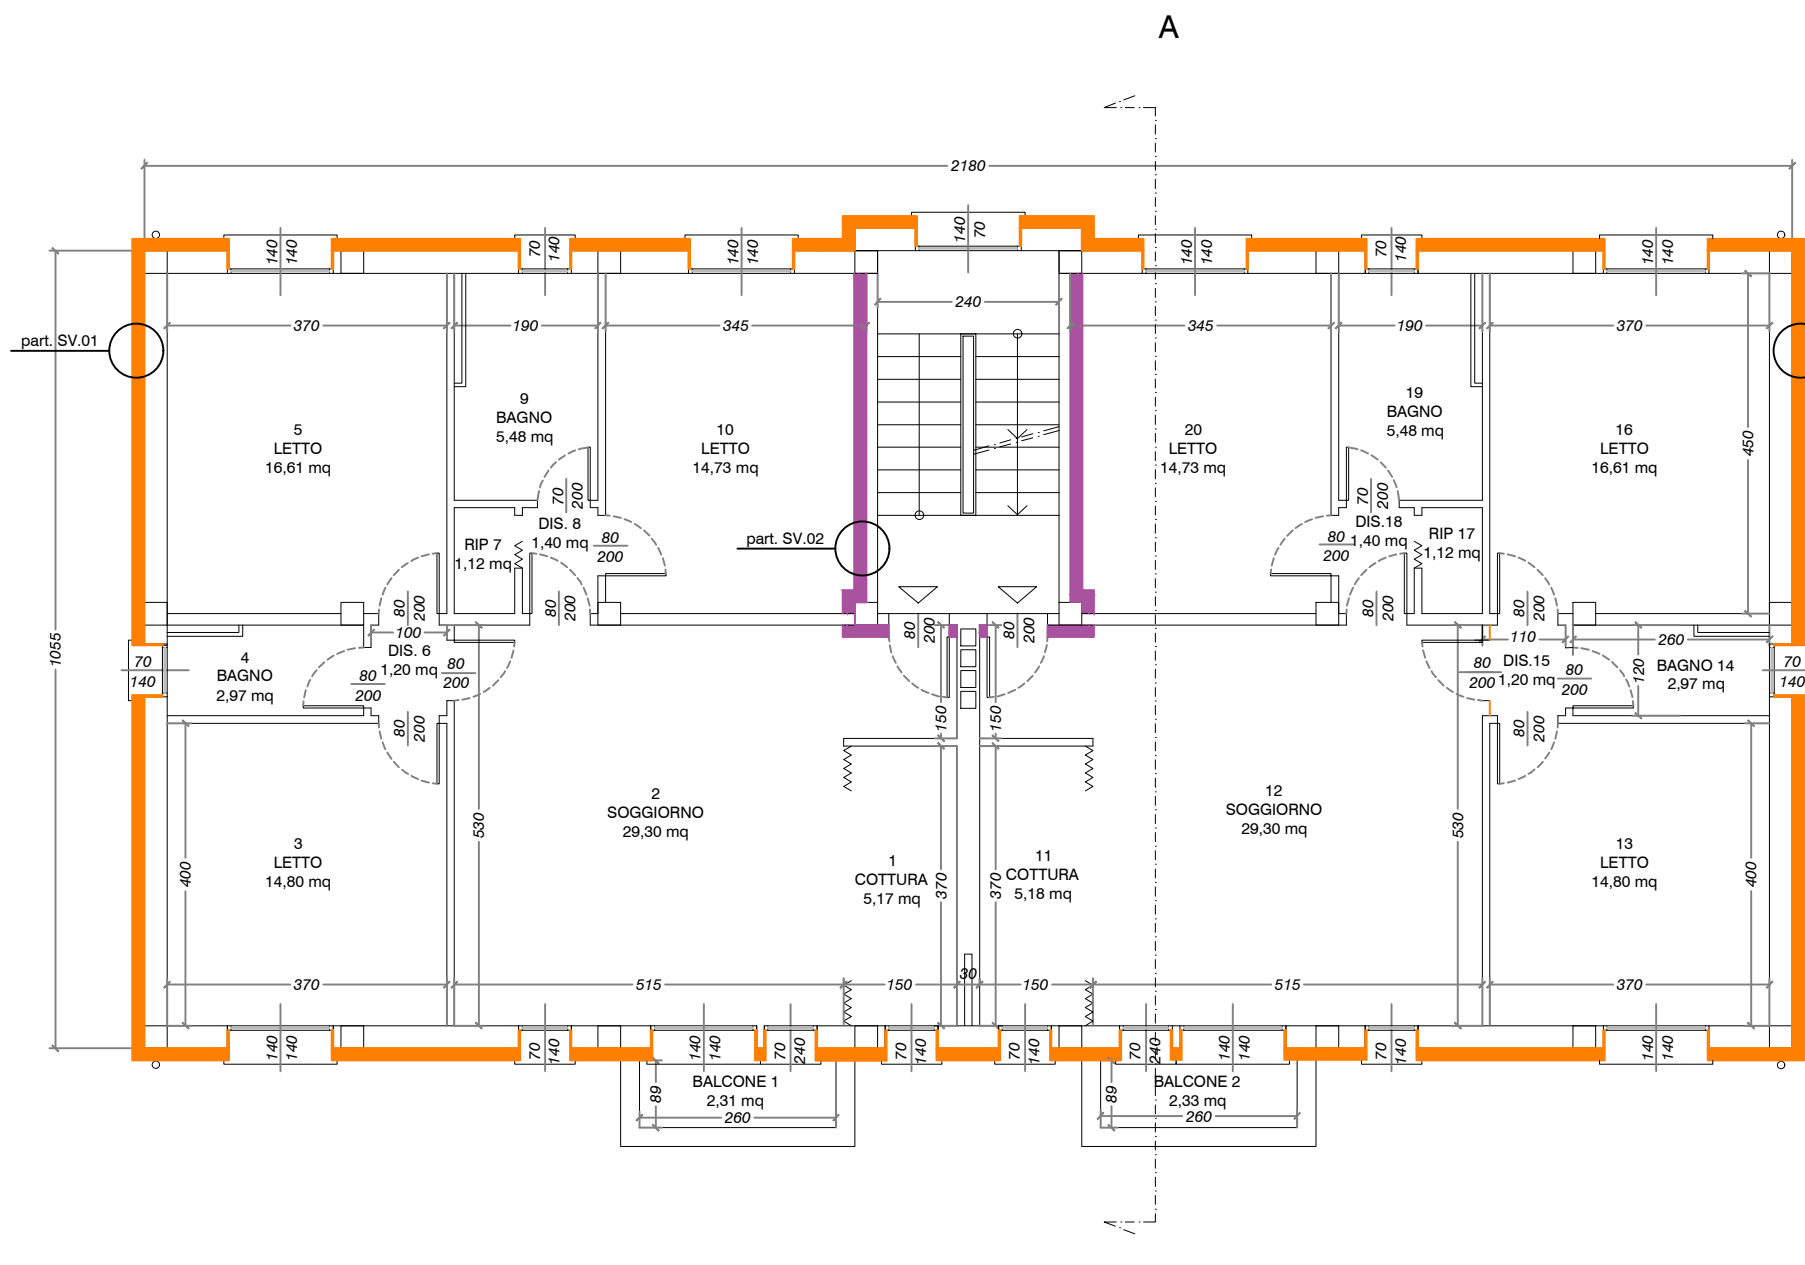 A
2180
140
140
70
140
140
140
140
70
140
140
70
140
140
140
240
370
190
345
345
190
370
part. SV.01
5
LETTO
16,61 mq
9
BAGNO
5,48 mq
10
LETTO
14,73 mq
20
LETTO
14,73 mq
19
BAGNO
5,48 mq
16
LETTO
16,61 mq
450
70
200
70
200
part. SV.02
RIP 7
1,12 mq
DIS. 8
1,40 mq
80
200
80
200
DIS.18
1,40 mq
RIP 17
1,12 mq
80
200
80
200
80
200
80
200
80
200
80
200
1055
70
140
4
BAGNO
2,97 mq
100
DIS. 6
1,20 mq
80
200
80
200
80
200
110
DIS.15
1,20 mq
80
200
80
200
80
200
260
120
BAGNO 14
2,97 mq
70
140
150
150
3
LETTO
14,80 mq
400
530
2
SOGGIORNO
29,30 mq
1
COTTURA
5,17 mq
370
370
11
COTTURA
5,18 mq
12
SOGGIORNO
29,30 mq
530
13
LETTO
14,80 mq
400
370
515
150
30
150
515
370
140
140
70
140
140
140
70
240
70
140
70
140
70
240
140
140
70
140
140
140
BALCONE 1
2,31 mq
89
260
BALCONE 2
2,33 mq
89
260